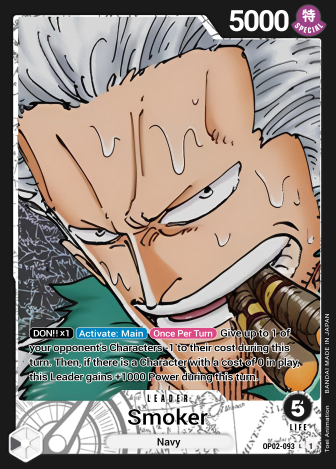 5000 特
SPECIAL
DON!!×1 Activate: Main Once Per Turn Give up to 1 of
your opponent's Characters -1 to their cost during this
turn. Then, if there is a Character with a cost of 0 in play,
this Leader gains +1000 Power during this turn.
LEADER
Smoker
Navy
5
LIFE
OP02-093 L 1
Toei Animation BANDAI MADE IN JAPAN